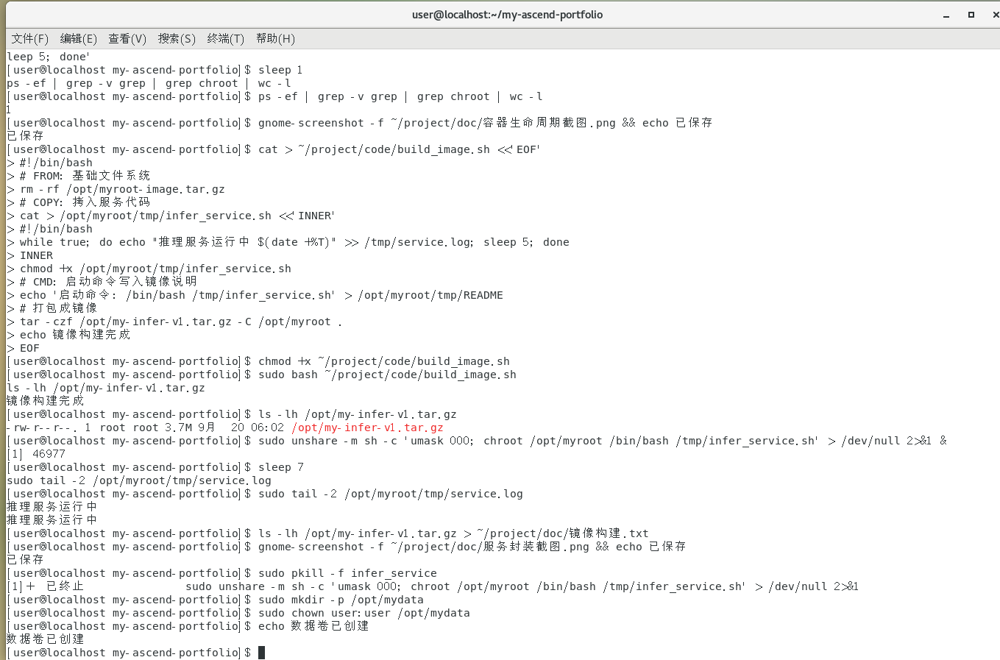 user@localhost:~/my-ascend-portfolio
文件(F) 编辑(E) 查看(V) 搜索(S) 终端(T) 帮助(H)
leep 5; done'
[user@localhost my-ascend-portfolio]$ sleep 1
ps -ef | grep -v grep | grep chroot | wc -l
[user@localhost my-ascend-portfolio]$ ps -ef | grep -v grep | grep chroot | wc -l
1
[user@localhost my-ascend-portfolio]$ gnome-screenshot -f ~/project/doc/容器生命周期截图.png && echo 已保存
已保存
[user@localhost my-ascend-portfolio]$ cat > ~/project/code/build_image.sh <<'EOF'
> #!/bin/bash
> # FROM: 基础文件系统
> rm -rf /opt/myroot-image.tar.gz
> # COPY: 拷入服务代码
> cat > /opt/myroot/tmp/infer_service.sh <<'INNER'
> #!/bin/bash
> while true; do echo "推理服务运行中 $(date +%T)" >> /tmp/service.log; sleep 5; done
> INNER
> chmod +x /opt/myroot/tmp/infer_service.sh
> # CMD: 启动命令写入镜像说明
> echo '启动命令: /bin/bash /tmp/infer_service.sh' > /opt/myroot/tmp/README
> # 打包成镜像
> tar -czf /opt/my-infer-v1.tar.gz -C /opt/myroot .
> echo 镜像构建完成
> EOF
[user@localhost my-ascend-portfolio]$ chmod +x ~/project/code/build_image.sh
[user@localhost my-ascend-portfolio]$ sudo bash ~/project/code/build_image.sh
ls -lh /opt/my-infer-v1.tar.gz
镜像构建完成
[user@localhost my-ascend-portfolio]$ ls -lh /opt/my-infer-v1.tar.gz
-rw-r--r--. 1 root root 3.7M 9月  20 06:02 /opt/my-infer-v1.tar.gz
[user@localhost my-ascend-portfolio]$ sudo unshare -m sh -c 'umask 000; chroot /opt/myroot /bin/bash /tmp/infer_service.sh' > /dev/null 2>&1 &
[1] 46977
[user@localhost my-ascend-portfolio]$ sleep 7
sudo tail -2 /opt/myroot/tmp/service.log
[user@localhost my-ascend-portfolio]$ sudo tail -2 /opt/myroot/tmp/service.log
推理服务运行中
推理服务运行中
[user@localhost my-ascend-portfolio]$ ls -lh /opt/my-infer-v1.tar.gz > ~/project/doc/镜像构建.txt
[user@localhost my-ascend-portfolio]$ gnome-screenshot -f ~/project/doc/服务封装截图.png && echo 已保存
已保存
[user@localhost my-ascend-portfolio]$ sudo pkill -f infer_service
[1]+  已终止               sudo unshare -m sh -c 'umask 000; chroot /opt/myroot /bin/bash /tmp/infer_service.sh' > /dev/null 2>&1
[user@localhost my-ascend-portfolio]$ sudo mkdir -p /opt/mydata
[user@localhost my-ascend-portfolio]$ sudo chown user:user /opt/mydata
[user@localhost my-ascend-portfolio]$ echo 数据卷已创建
数据卷已创建
[user@localhost my-ascend-portfolio]$